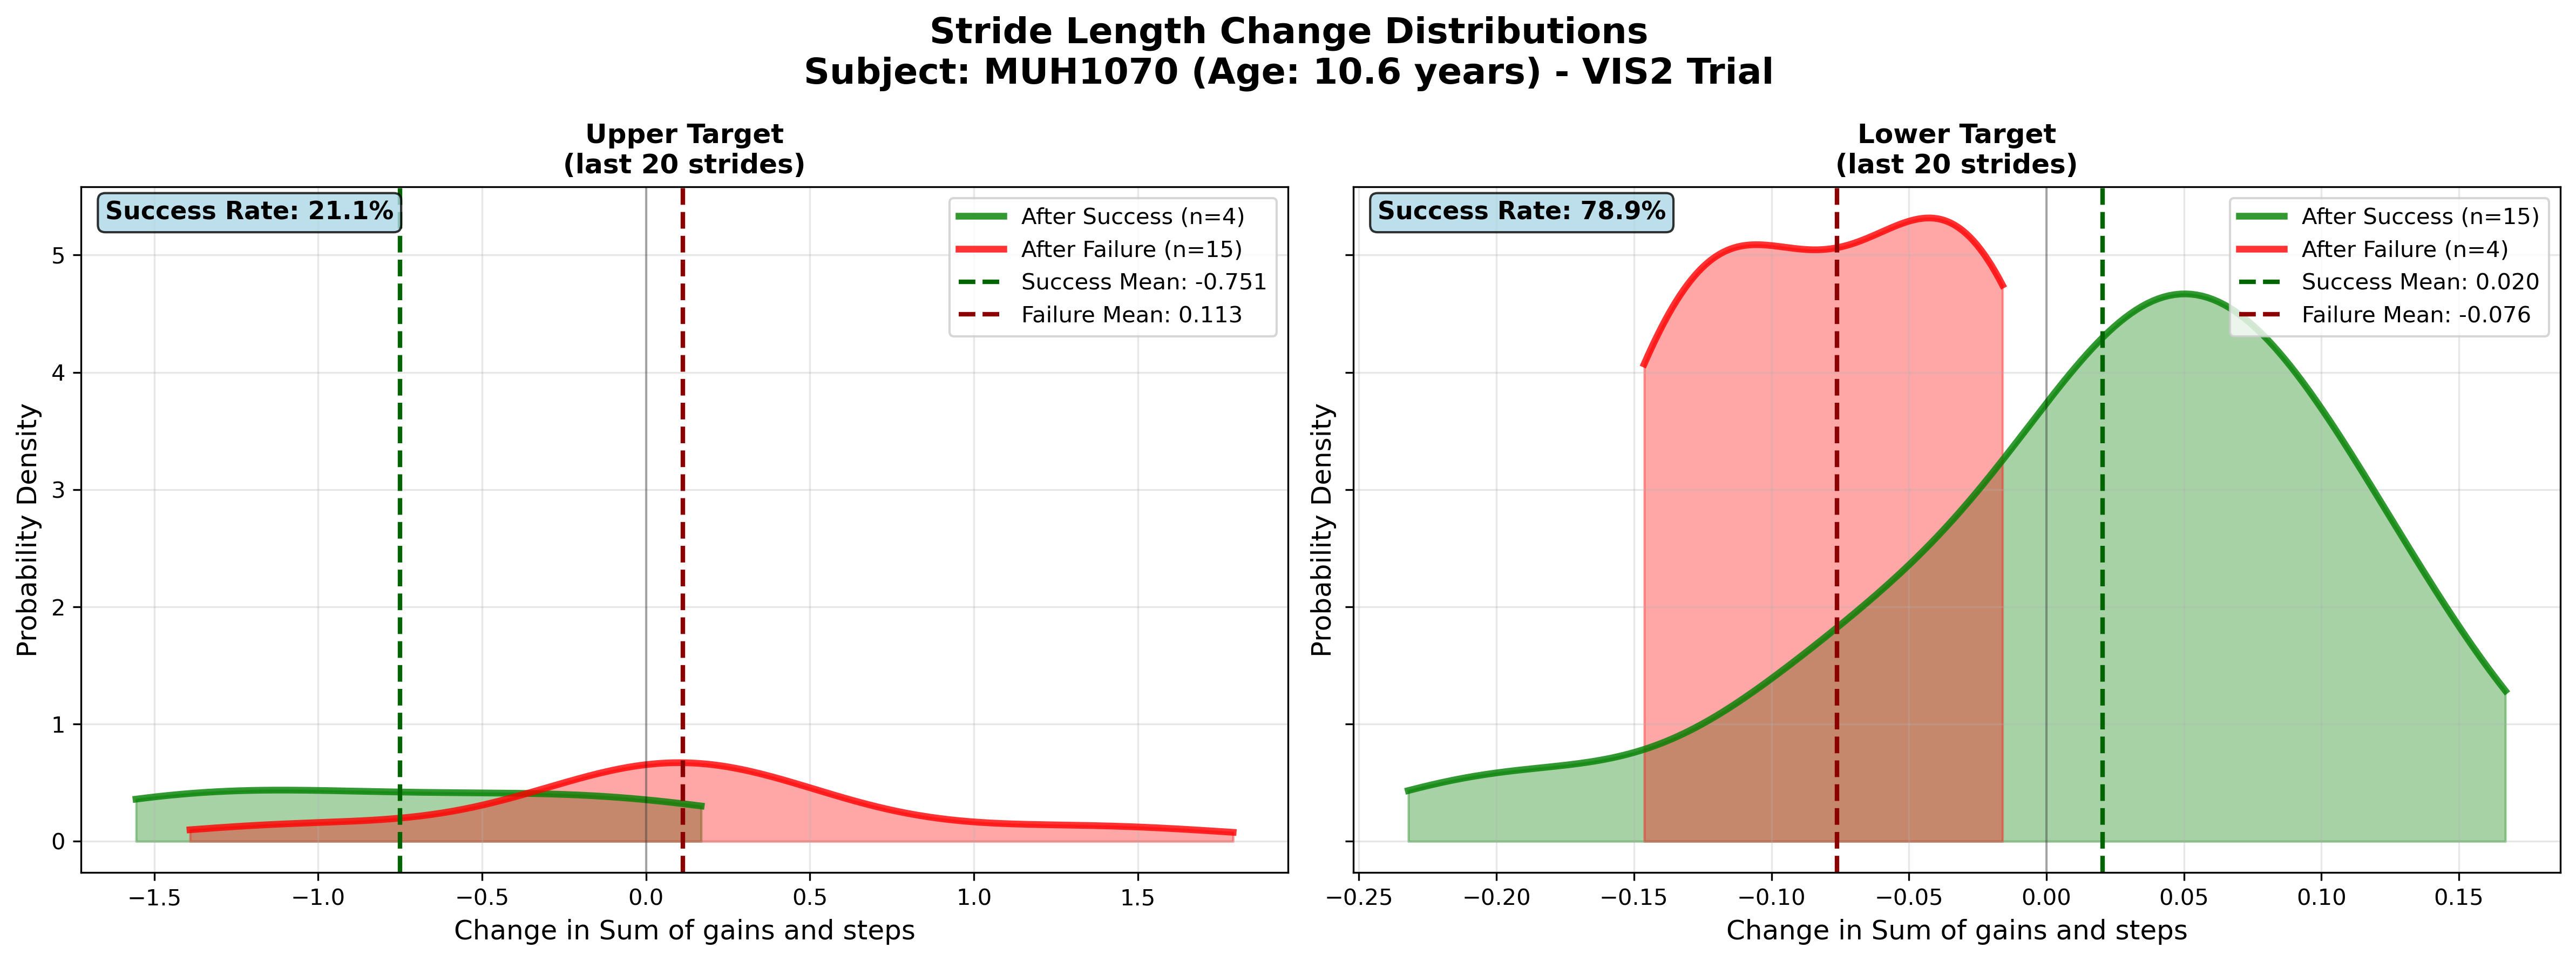 Stride Length Change Distributions
Subject: MUH1070 (Age: 10.6 years) - VIS2 Trial
Upper Target
(last 20 strides)
Success Rate: 21.1%
After Success (n=4)
After Failure (n=15)
Success Mean: -0.751
Failure Mean: 0.113
Probability Density
5
4
3
2
1
0
−1.5
−1.0
−0.5
0.0
0.5
1.0
1.5
Change in Sum of gains and steps
Lower Target
(last 20 strides)
Success Rate: 78.9%
After Success (n=15)
After Failure (n=4)
Success Mean: 0.020
Failure Mean: -0.076
Probability Density
−0.25
−0.20
−0.15
−0.10
−0.05
0.00
0.05
0.10
0.15
Change in Sum of gains and steps